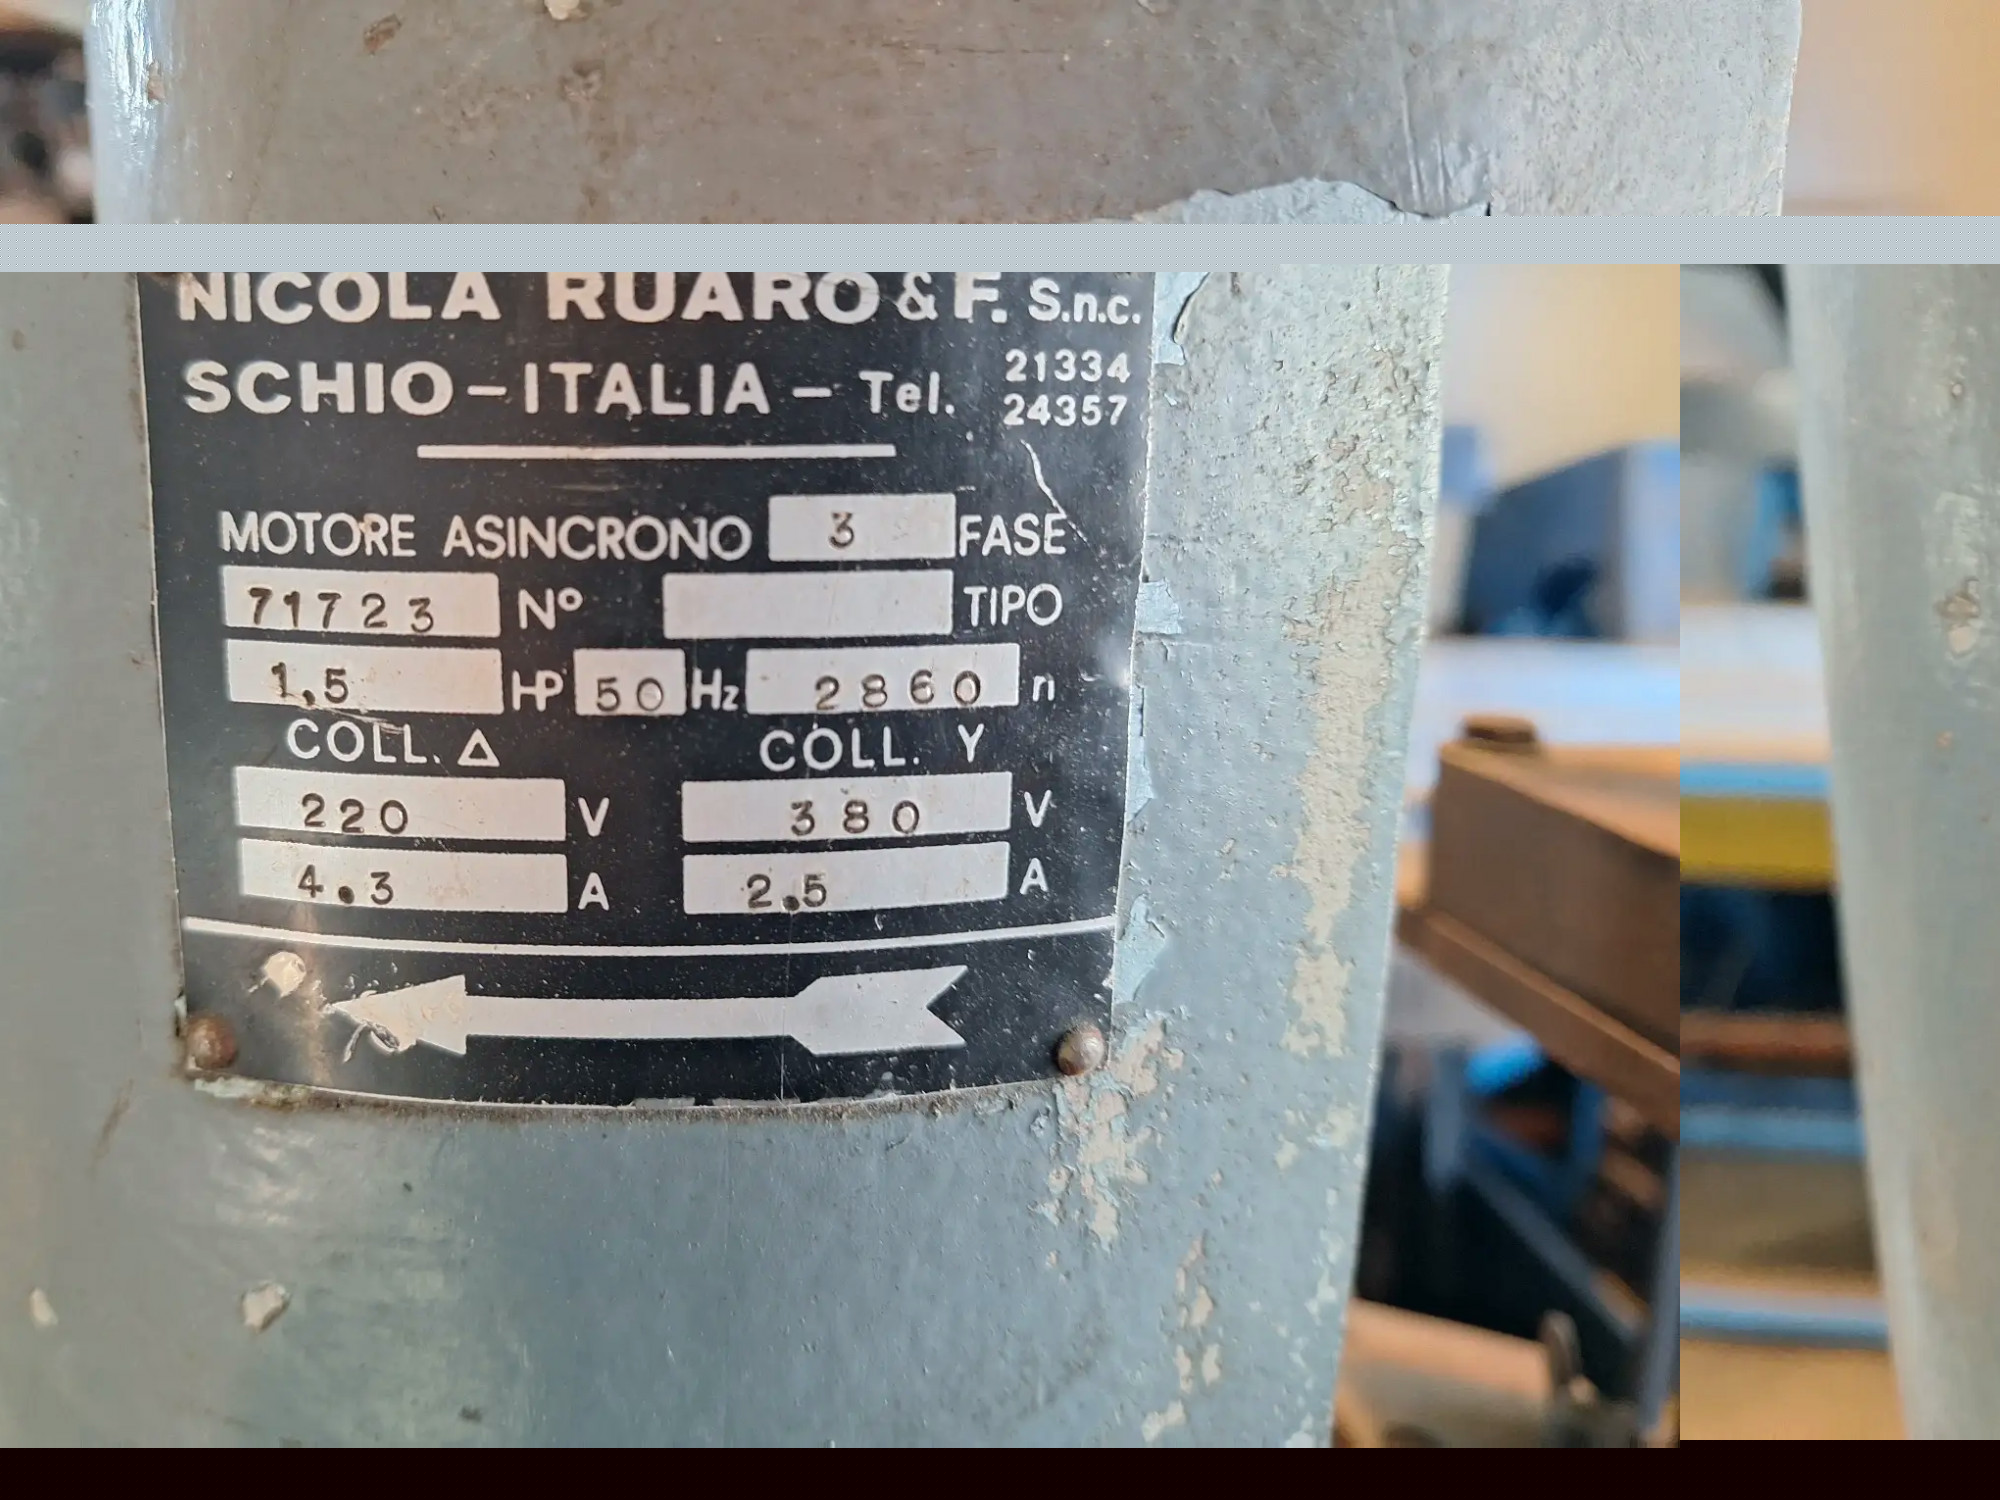 NICOLA RUARO & F. S.n.c.
SCHIO - ITALIA - Tel. 21334
24357
MOTORE ASINCRONO 3 FASE
71723 Nº TIPO
1.5 HP 50 Hz 2860 n
COLL. Δ COLL. Y
220 V 380 V
4.3 A 2.5 A